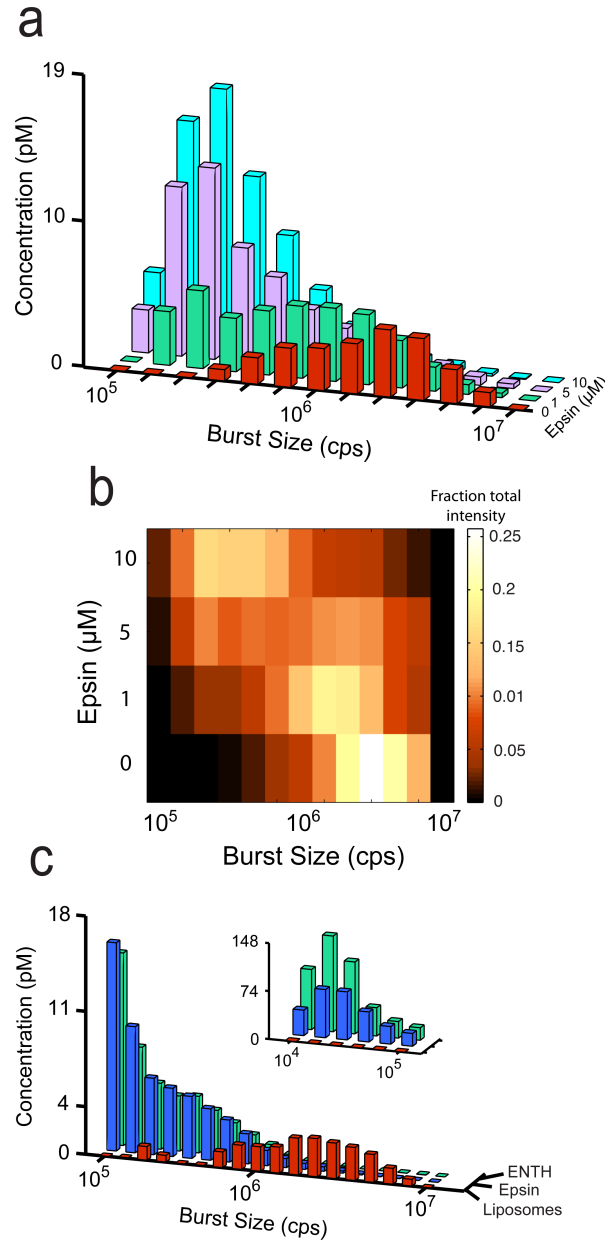 a
19
10
0
Concentration (pM)
10⁵
10⁶
10⁷
Burst Size (cps)
0 1 5 10
Epsin (µM)
b
Fraction total
intensity
10
5
1
0
Epsin (µM)
0.25
0.2
0.15
0.01
0.05
0
10⁵
10⁶
10⁷
Burst Size (cps)
c
18
11
4
0
Concentration (pM)
148
74
0
10⁴
10⁵
10⁵
10⁶
10⁷
ENTH
Epsin
Liposomes
Burst Size (cps)